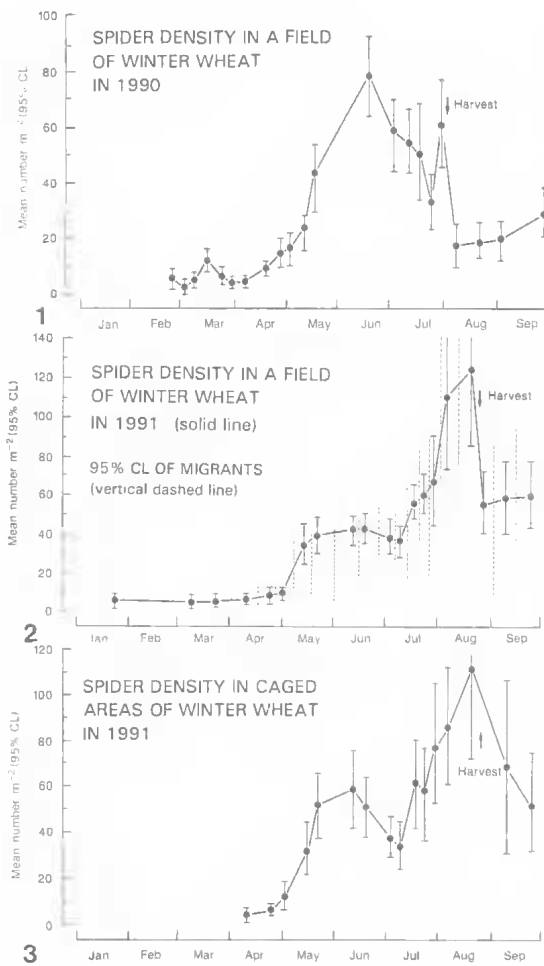 100
SPIDER DENSITY IN A FIELD
OF WINTER WHEAT
IN 1990
Harvest
80
60
40
20
0
Mean number m⁻² (95% CL
1
Jan Feb Mar Apr May Jun Jul Aug Sep
140
SPIDER DENSITY IN A FIELD
OF WINTER WHEAT
IN 1991 (solid line)
95% CL OF MIGRANTS
(vertical dashed line)
Harvest
120
100
80
60
40
20
0
Mean number m⁻² (95% CL)
2
Jan Feb Mar Apr May Jun Jul Aug Sep
120
SPIDER DENSITY IN CAGED
AREAS OF WINTER WHEAT
IN 1991
Harvest
100
80
60
40
20
0
Mean number m⁻² (95% CL)
3
Jan Feb Mar Apr May Jun Jul Aug Sep